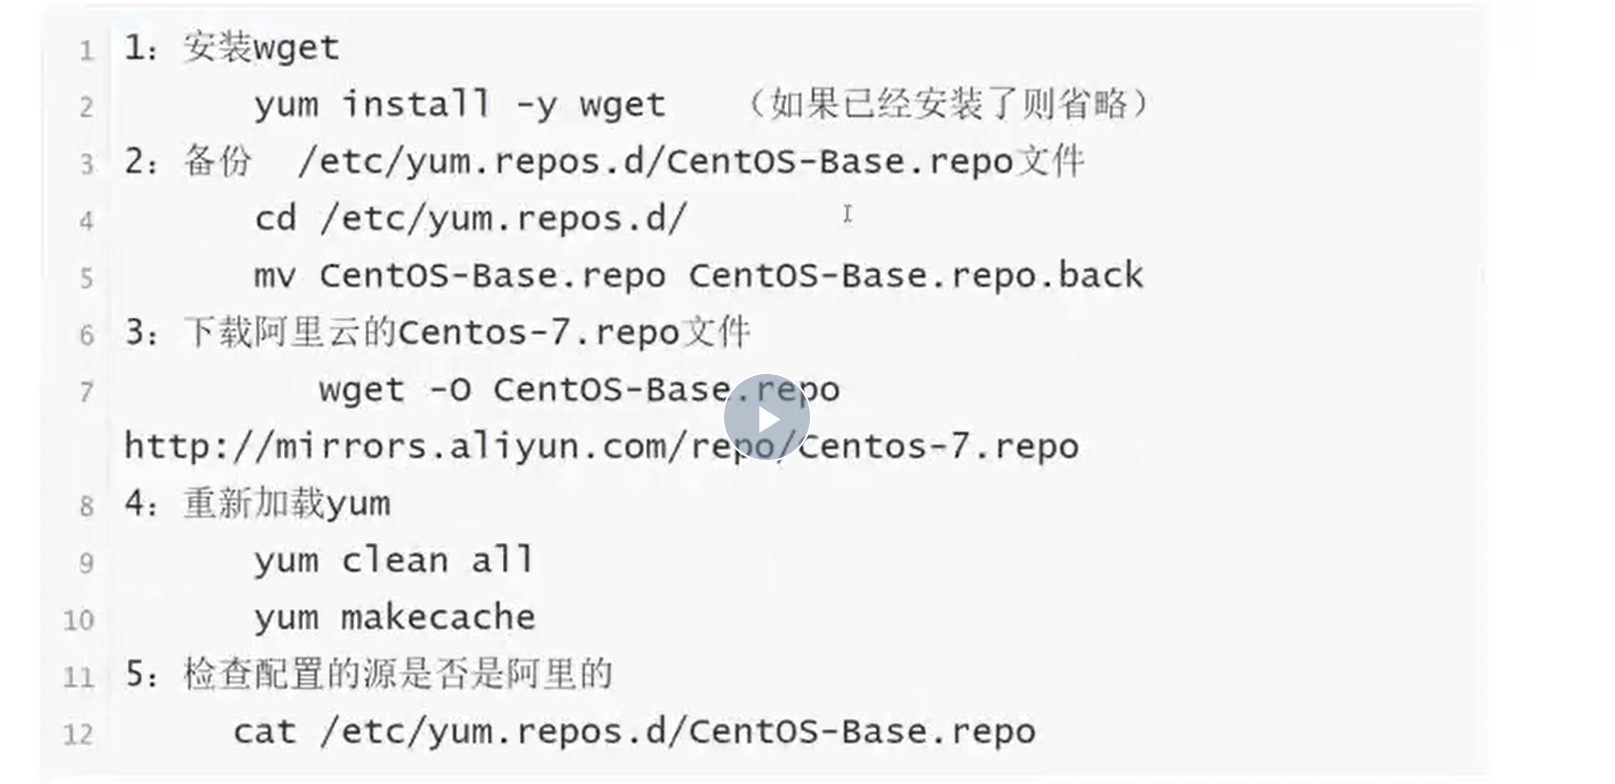 1 1：安装wget
2 yum install -y wget （如果已经安装了则省略）
3 2：备份 /etc/yum.repos.d/CentOS-Base.repo文件
4 cd /etc/yum.repos.d/
5 mv CentOS-Base.repo CentOS-Base.repo.back
6 3：下载阿里云的Centos-7.repo文件
7 wget -O CentOS-Base.repo
http://mirrors.aliyun.com/repo/Centos-7.repo
8 4：重新加载yum
9 yum clean all
10 yum makecache
11 5：检查配置的源是否是阿里的
12 cat /etc/yum.repos.d/CentOS-Base.repo